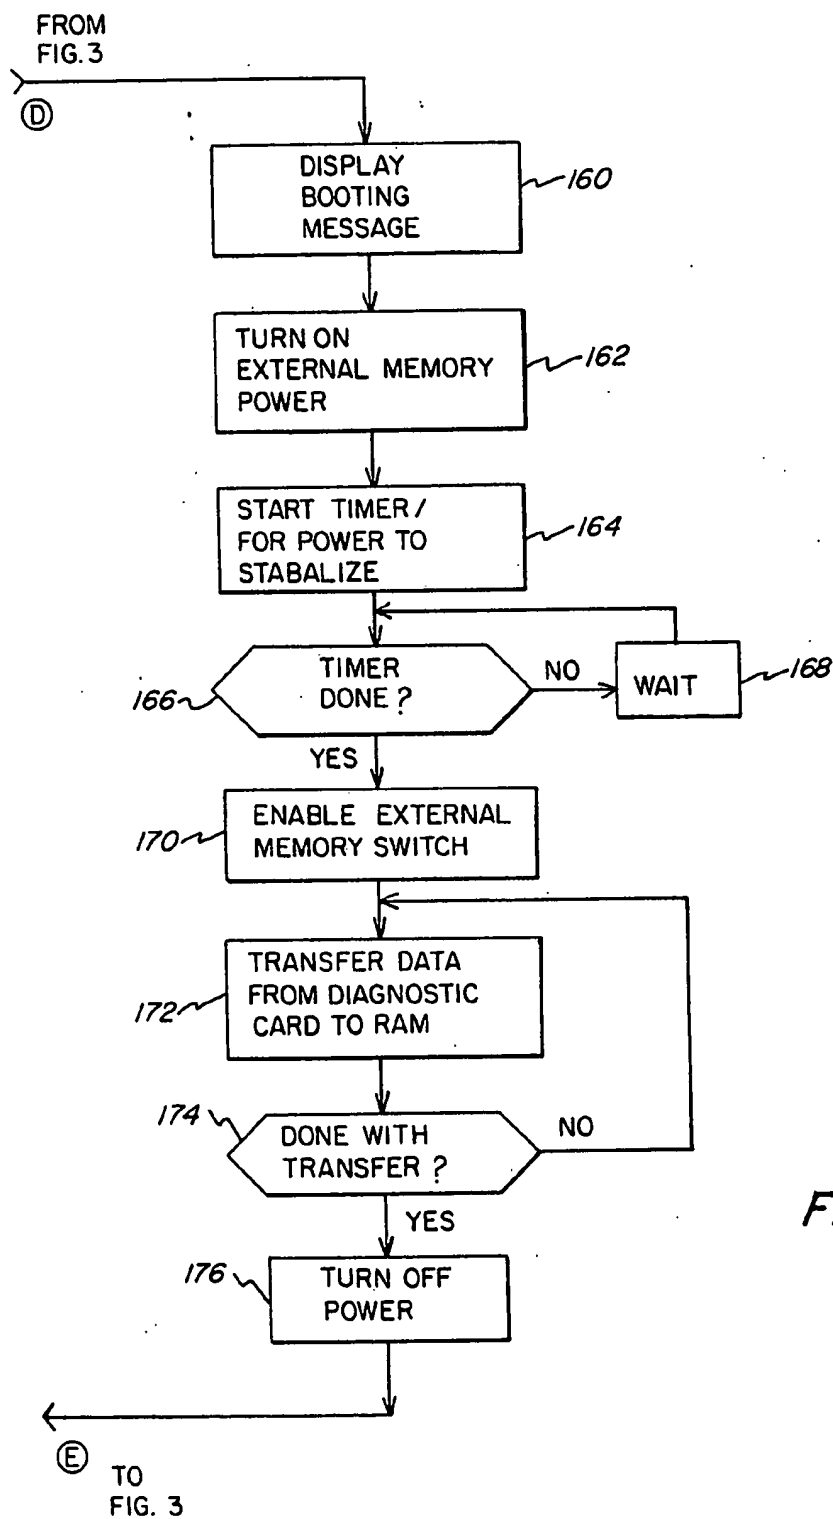 FROM
FIG. 3
D
DISPLAY
BOOTING
MESSAGE
160
TURN ON
EXTERNAL MEMORY
POWER
162
START TIMER/
FOR POWER TO
STABALIZE
164
TIMER
DONE?
166
NO
WAIT
168
YES
ENABLE EXTERNAL
MEMORY SWITCH
170
TRANSFER DATA
FROM DIAGNOSTIC
CARD TO RAM
172
174
DONE WITH
TRANSFER?
NO
YES
176
TURN OFF
POWER
E
TO
FIG. 3